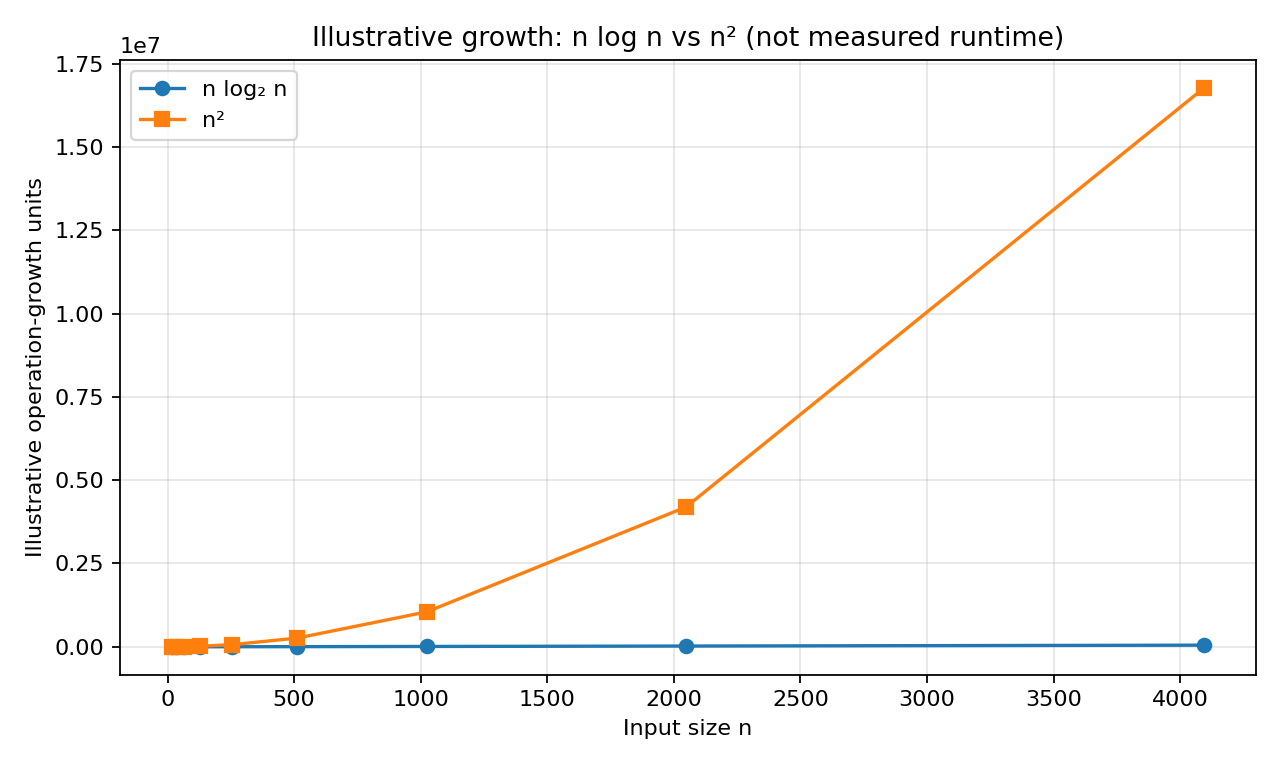 Illustrative growth: n log n vs n² (not measured runtime)
1e7
n log₂ n
n²
Illustrative operation-growth units
1.75
1.50
1.25
1.00
0.75
0.50
0.25
0.00
0 500 1000 1500 2000 2500 3000 3500 4000
Input size n